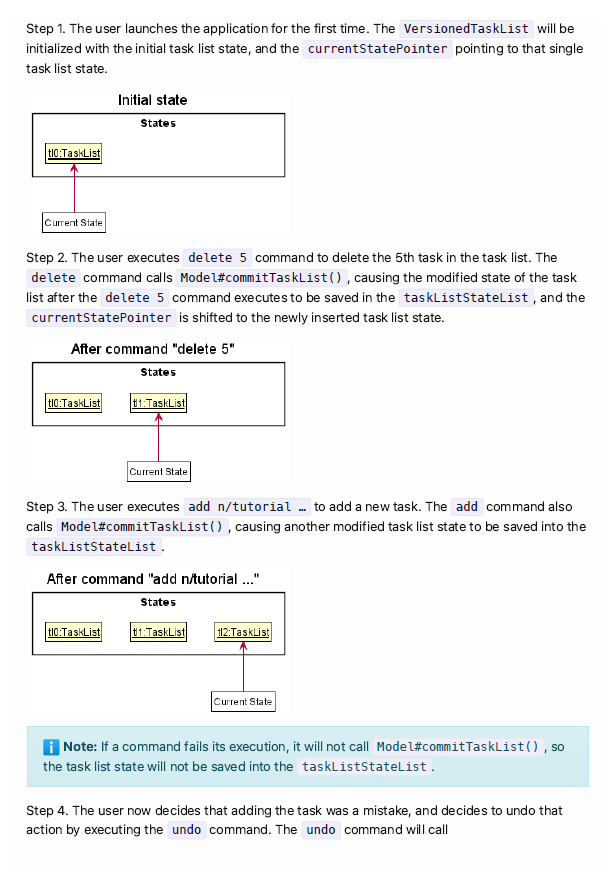 Step 1. The user launches the application for the first time. The VersionedTaskList will be
initialized with the initial task list state, and the currentStatePointer pointing to that single
task list state.
Initial state
States
tl0:TaskList
Current State
Step 2. The user executes delete 5 command to delete the 5th task in the task list. The
delete command calls Model#commitTaskList() , causing the modified state of the task
list after the delete 5 command executes to be saved in the taskListStateList , and the
currentStatePointer is shifted to the newly inserted task list state.
After command "delete 5"
States
tl0:TaskList tl1:TaskList
Current State
Step 3. The user executes add n/tutorial … to add a new task. The add command also
calls Model#commitTaskList() , causing another modified task list state to be saved into the
taskListStateList .
After command "add n/tutorial ..."
States
tl0:TaskList tl1:TaskList tl2:TaskList
Current State
Note: If a command fails its execution, it will not call Model#commitTaskList() , so
the task list state will not be saved into the taskListStateList .
Step 4. The user now decides that adding the task was a mistake, and decides to undo that
action by executing the undo command. The undo command will call